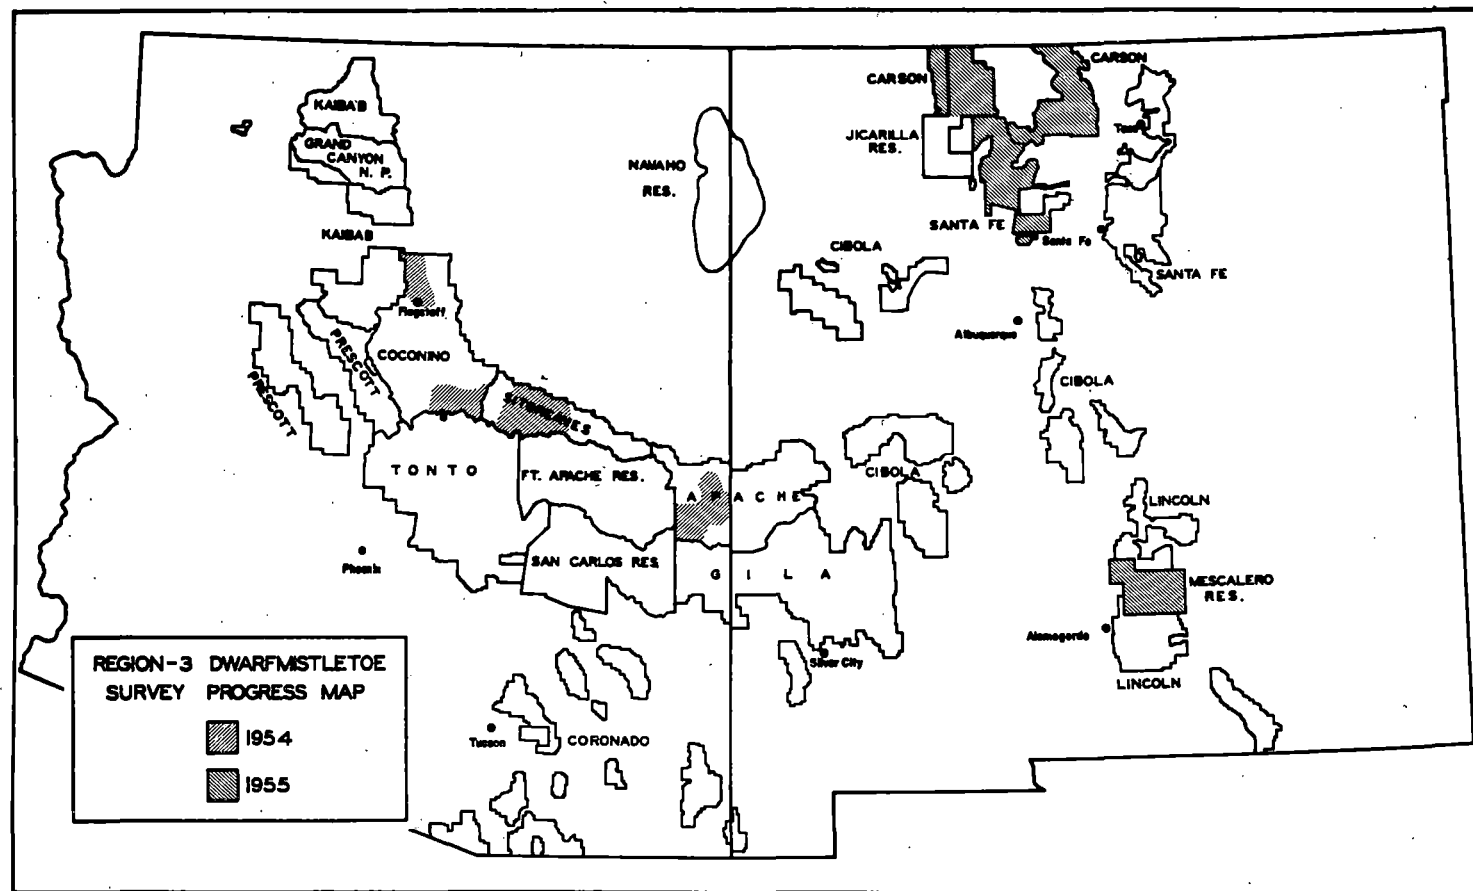 CARSON
CARSON
KAIBAB
GRAND
CANYON
N. P.
JICARILLA
RES.
Taos
NAVAHO
RES.
KAIBAB
SANTA FE
Santa Fe
CIBOLA
SANTA FE
Flagstaff
Albuquerque
PRESCOTT
COCONINO
PRESCOTT
CIBOLA
SITGREAVES
TONTO
FT. APACHE RES.
CIBOLA
APACHE
LINCOLN
Phoenix
SAN CARLOS RES.
GILA
MESCALERO
RES.
Alamogordo
Silver City
LINCOLN
REGION-3 DWARFMISTLETOE
SURVEY PROGRESS MAP
1954
1955
Tucson
CORONADO